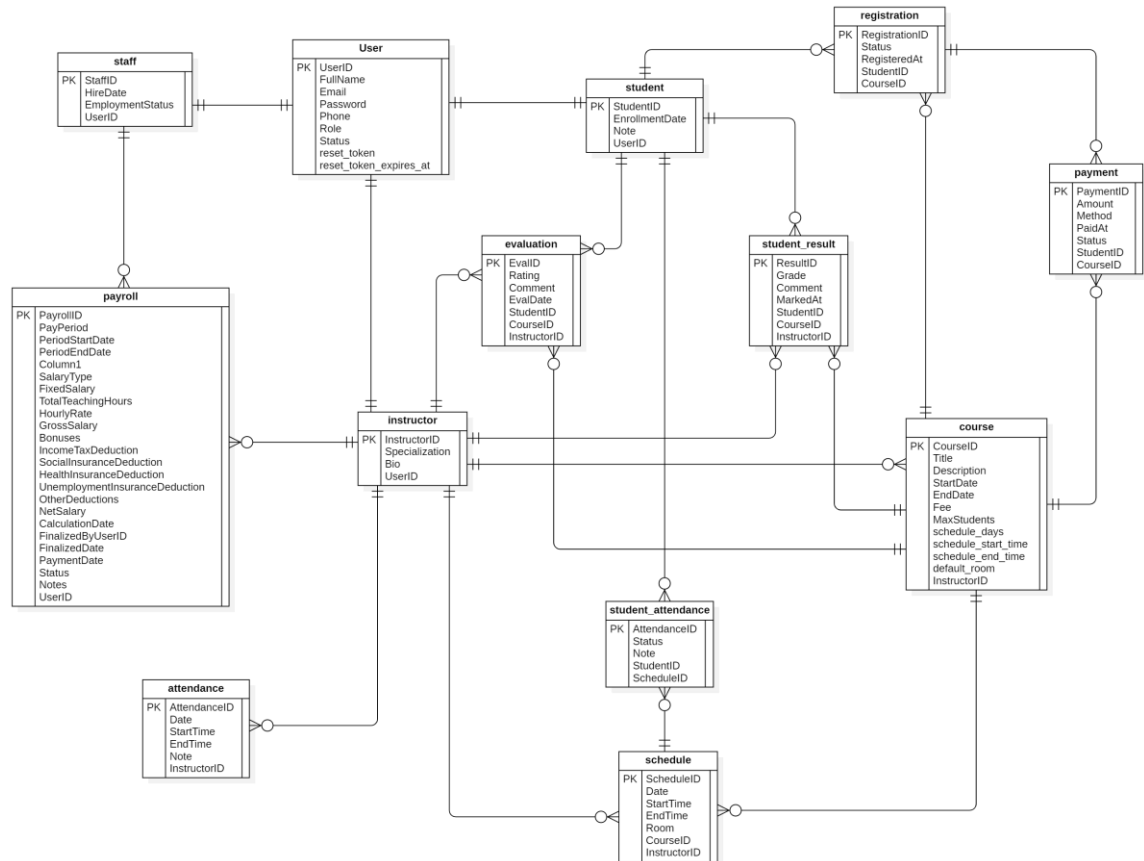 registration
PK RegistrationID
Status
RegisteredAt
StudentID
CourseID
User
PK UserID
FullName
Email
Password
Phone
Role
Status
reset_token
reset_token_expires_at
staff
PK StaffID
HireDate
EmploymentStatus
UserID
student
PK StudentID
EnrollmentDate
Note
UserID
payment
PK PaymentID
Amount
Method
PaidAt
Status
StudentID
CourseID
evaluation
PK EvalID
Rating
Comment
EvalDate
StudentID
CourseID
InstructorID
student_result
PK ResultID
Grade
Comment
MarkedAt
StudentID
CourseID
InstructorID
payroll
PK PayrollID
PayPeriod
PeriodStartDate
PeriodEndDate
Column1
SalaryType
FixedSalary
TotalTeachingHours
HourlyRate
GrossSalary
Bonuses
IncomeTaxDeduction
SocialInsuranceDeduction
HealthInsuranceDeduction
UnemploymentInsuranceDeduction
OtherDeductions
NetSalary
CalculationDate
FinalizedByUserID
FinalizedDate
PaymentDate
Status
Notes
UserID
instructor
PK InstructorID
Specialization
Bio
UserID
course
PK CourseID
Title
Description
StartDate
EndDate
Fee
MaxStudents
schedule_days
schedule_start_time
schedule_end_time
default_room
InstructorID
student_attendance
PK AttendanceID
Status
Note
StudentID
ScheduleID
attendance
PK AttendanceID
Date
StartTime
EndTime
Note
InstructorID
schedule
PK ScheduleID
Date
StartTime
EndTime
Room
CourseID
InstructorID